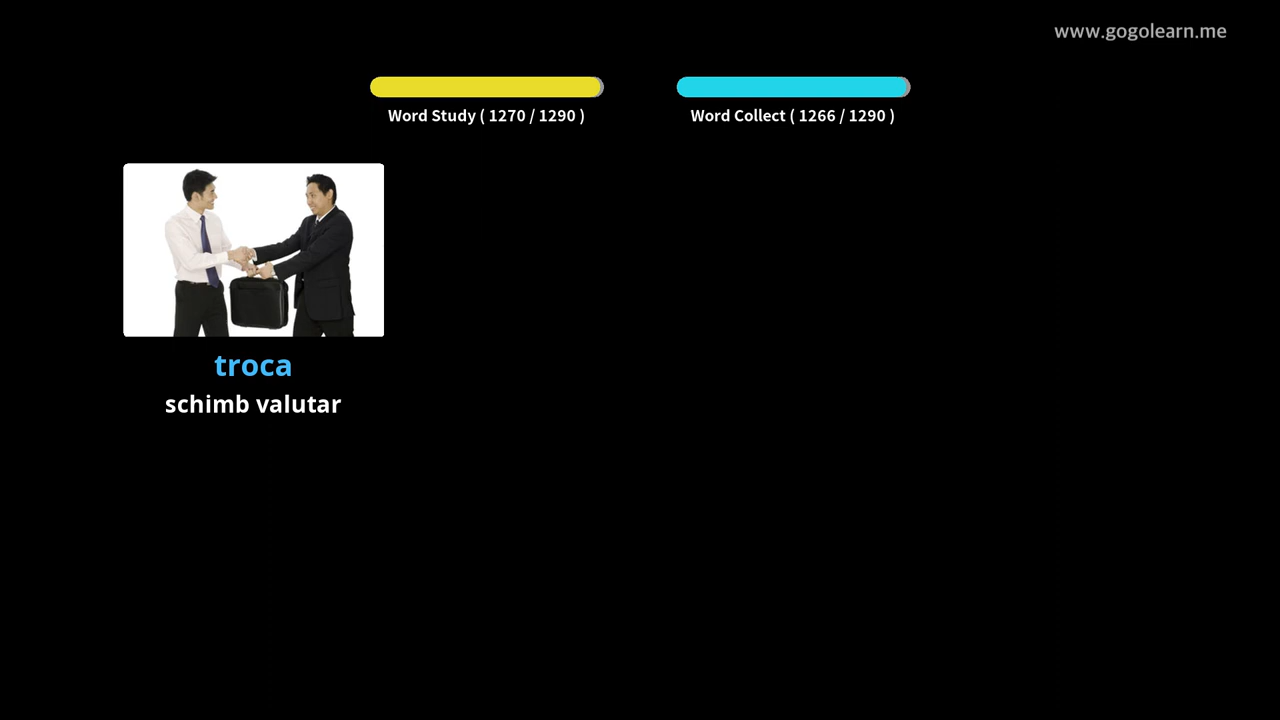 www.gogolearn.me
Word Study ( 1270 / 1290 )
Word Collect ( 1266 / 1290 )
troca
schimb valutar